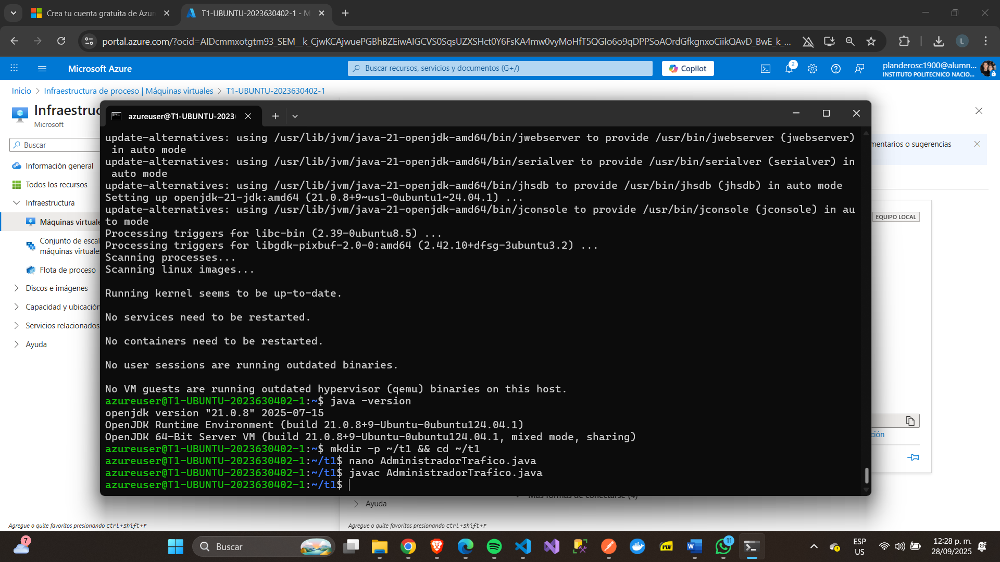 Crea tu cuenta gratuita de Azur
T1-UBUNTU-2023630402-1 - M
portal.azure.com/?ocid=AIDcmmxotgtm93_SEM__k_CjwKCAjwuePGBhBZEiwAIGCVS0SqsUZXSHct0Y6FsKA4mw0vyMoHfT5QGIo6o9qDPPSoAOrdGfkgnxoCiikQAvD_BwE_k_...
L
Microsoft Azure
Buscar recursos, servicios y documentos (G+/)
Copilot
2
planderosc1900@alumn...
INSTITUTO POLITECNICO NACIO...
Inicio > Infraestructura de proceso | Máquinas virtuales > T1-UBUNTU-2023630402-1
Infraestruc
Microsoft
Buscar
Información general
Todos los recursos
Infraestructura
Máquinas virtuale
Conjunto de escal
máquinas virtuale
Flota de proceso
Discos e imágenes
Capacidad y ubicación
Servicios relacionados
Ayuda
azureuser@T1-UBUNTU-2023(
update-alternatives: using /usr/lib/jvm/java-21-openjdk-amd64/bin/jwebserver to provide /usr/bin/jwebserver (jwebserver)
in auto mode
update-alternatives: using /usr/lib/jvm/java-21-openjdk-amd64/bin/serialver to provide /usr/bin/serialver (serialver) in
auto mode
update-alternatives: using /usr/lib/jvm/java-21-openjdk-amd64/bin/jhsdb to provide /usr/bin/jhsdb (jhsdb) in auto mode
Setting up openjdk-21-jdk:amd64 (21.0.8+9~us1-0ubuntu1~24.04.1) ...
update-alternatives: using /usr/lib/jvm/java-21-openjdk-amd64/bin/jconsole to provide /usr/bin/jconsole (jconsole) in au
to mode
Processing triggers for libc-bin (2.39-0ubuntu8.5) ...
Processing triggers for libgdk-pixbuf-2.0-0:amd64 (2.42.10+dfsg-3ubuntu3.2) ...
Scanning processes...
Scanning linux images...
Running kernel seems to be up-to-date.
No services need to be restarted.
No containers need to be restarted.
No user sessions are running outdated binaries.
No VM guests are running outdated hypervisor (qemu) binaries on this host.
azureuser@T1-UBUNTU-2023630402-1:~$ java -version
openjdk version "21.0.8" 2025-07-15
OpenJDK Runtime Environment (build 21.0.8+9-Ubuntu-0ubuntu124.04.1)
OpenJDK 64-Bit Server VM (build 21.0.8+9-Ubuntu-0ubuntu124.04.1, mixed mode, sharing)
azureuser@T1-UBUNTU-2023630402-1:~$ mkdir -p ~/t1 && cd ~/t1
azureuser@T1-UBUNTU-2023630402-1:~/t1$ nano AdministradorTrafico.java
azureuser@T1-UBUNTU-2023630402-1:~/t1$ javac AdministradorTrafico.java
azureuser@T1-UBUNTU-2023630402-1:~/t1$
mentarios o sugerencias
EQUIPO LOCAL
ción
Más formas de conectarse (4)
Ayuda
Agregue o quite favoritos presionando Ctrl+Shift+F
Agregue o quite favoritos presionando Ctrl+Shift+F
7
Buscar
PDF
11
ESP
US
12:28 p. m.
28/09/2025